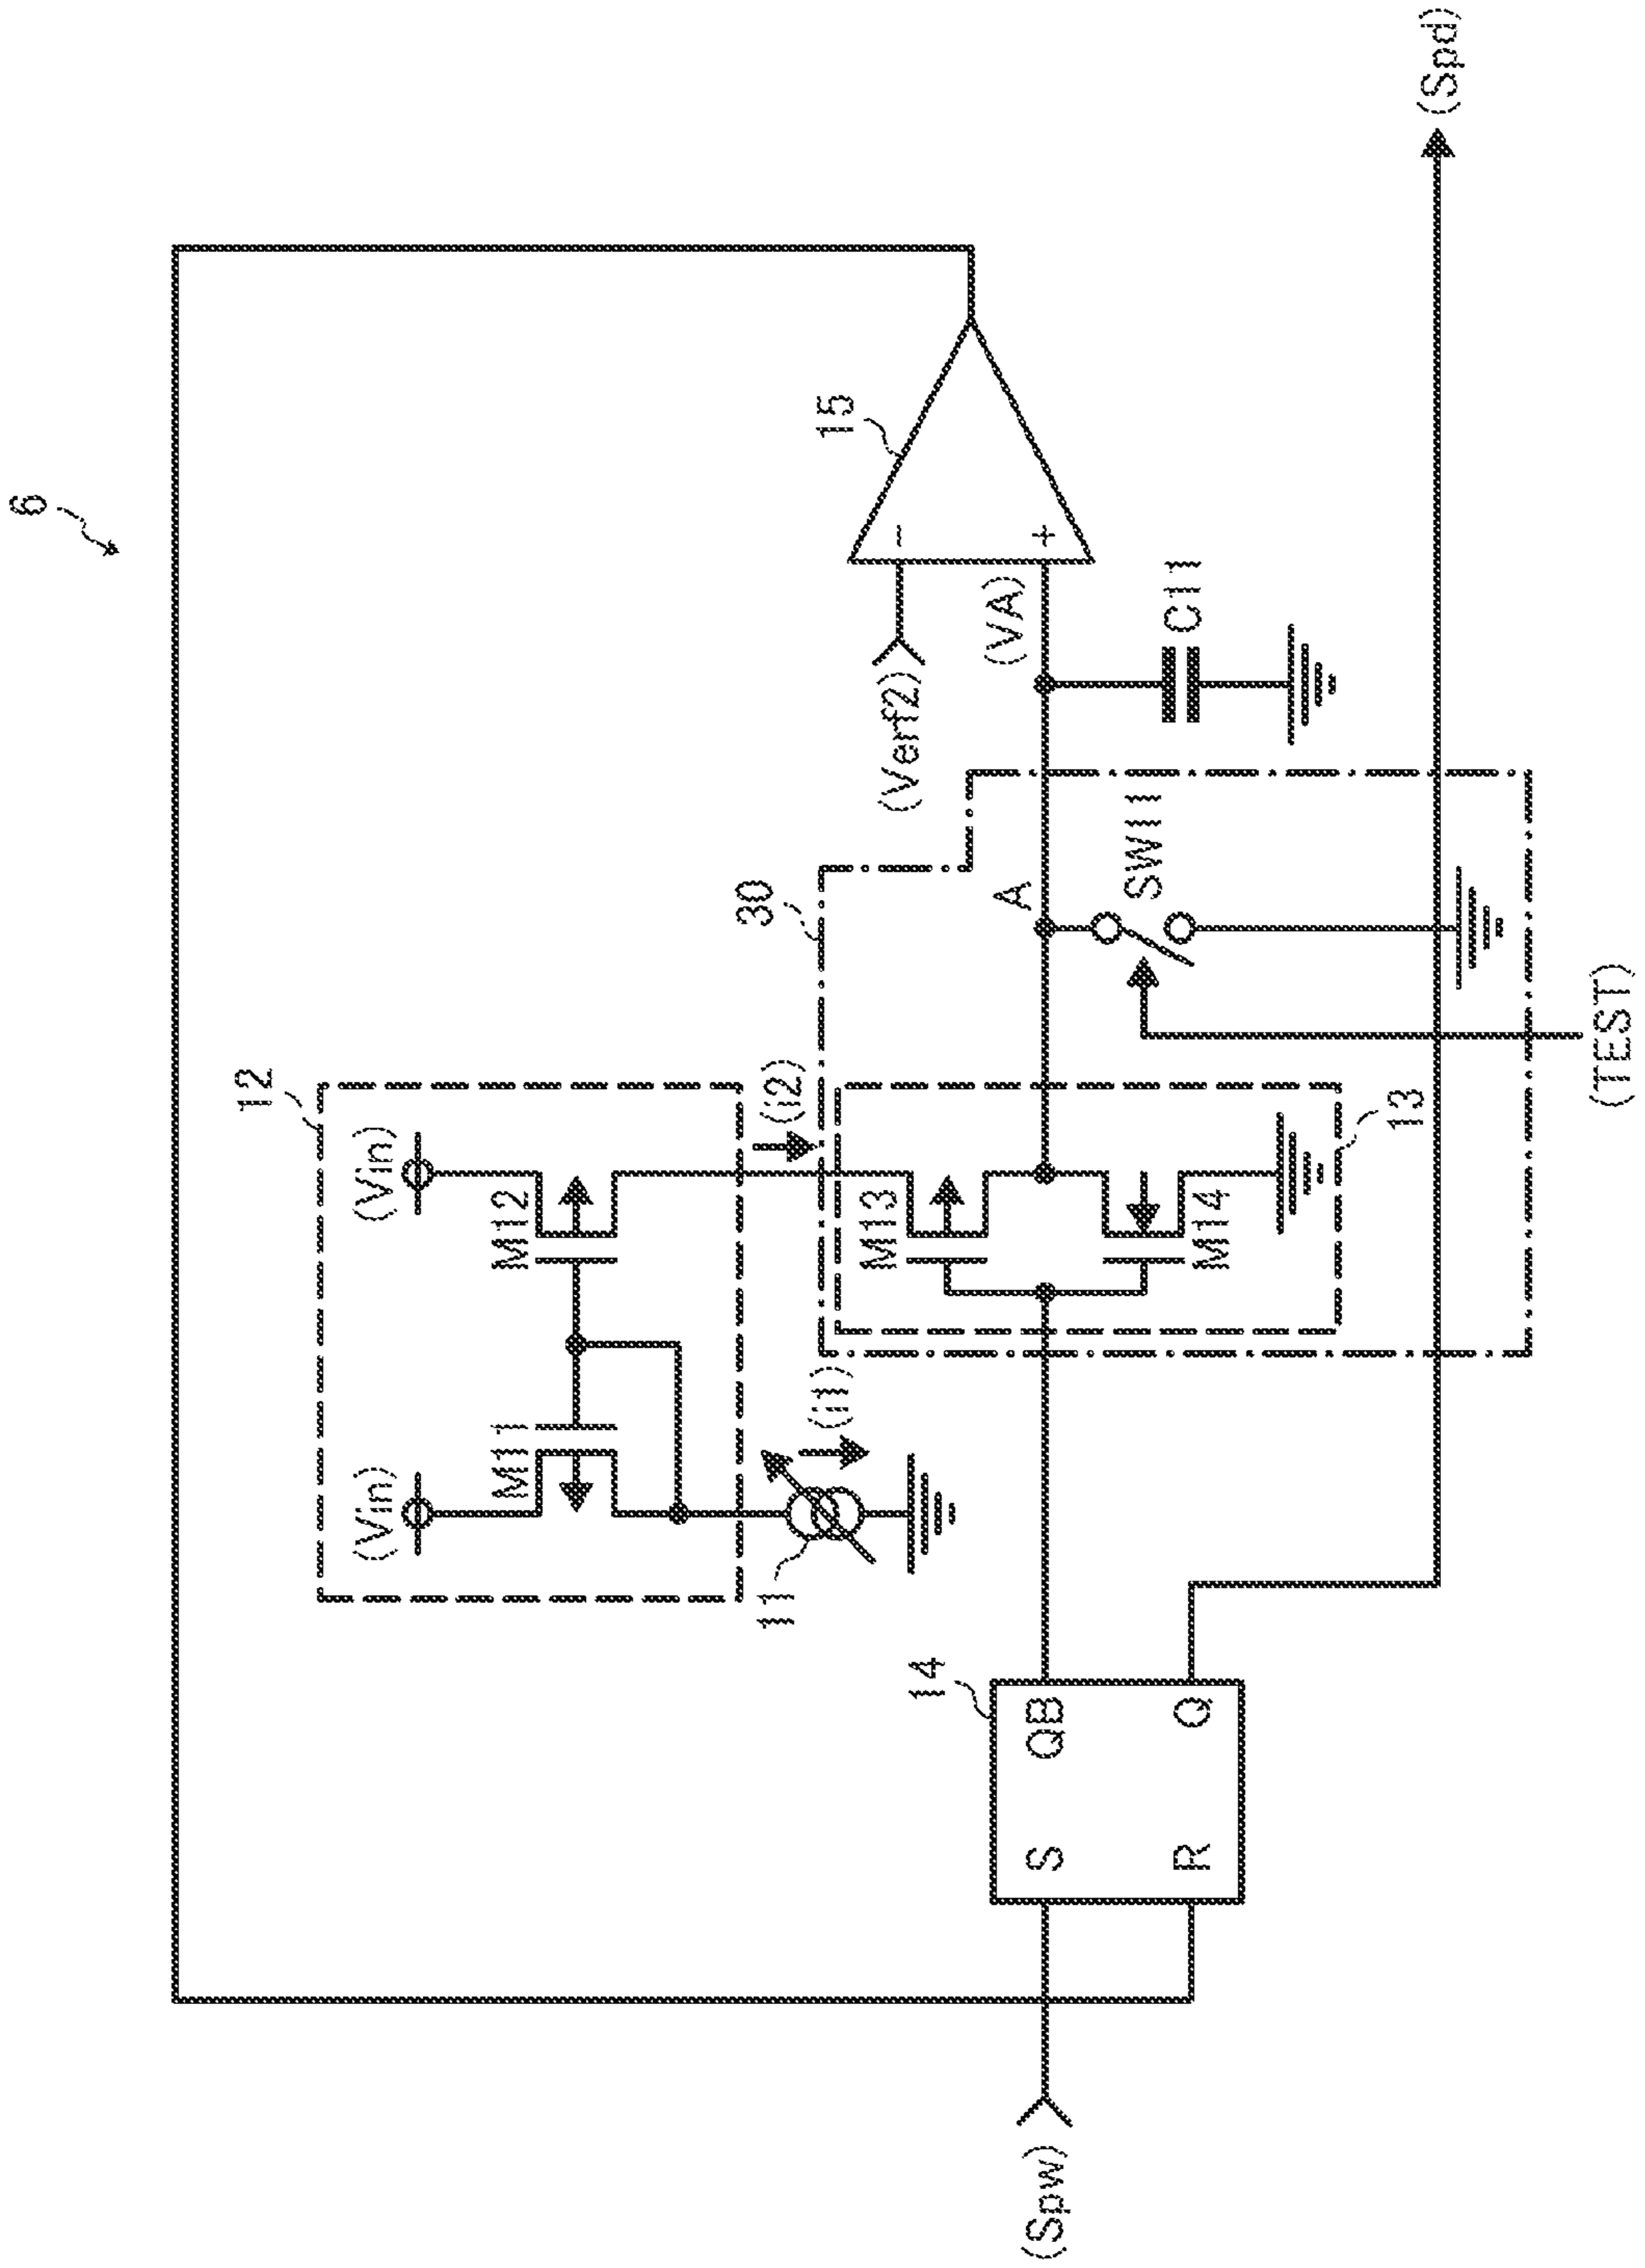 6
12
(Vin)
(Vin)
M11
M12
(i2)
30
11
(i1)
15
(Verf2)
M13
A
(VA)
14
S
QB
R
Q
M14
SW11
C11
13
(Spw)
(Spd)
(TEST)